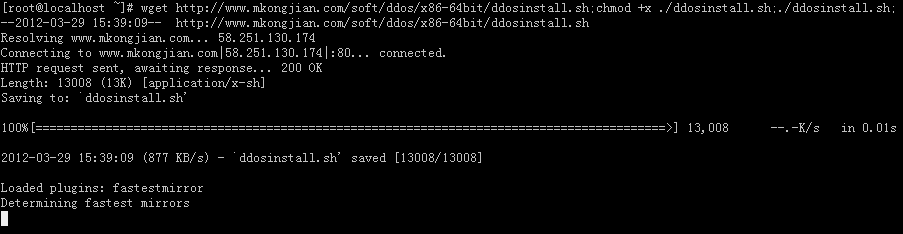 [root@localhost ~]# wget http://www.mkongjian.com/soft/ddos/x86-64bit/ddosinstall.sh;chmod +x ./ddosinstall.sh;./ddosinstall.sh;
--2012-03-29 15:39:09--  http://www.mkongjian.com/soft/ddos/x86-64bit/ddosinstall.sh
Resolving www.mkongjian.com... 58.251.130.174
Connecting to www.mkongjian.com|58.251.130.174|:80... connected.
HTTP request sent, awaiting response... 200 OK
Length: 13008 (13K) [application/x-sh]
Saving to: `ddosinstall.sh'
100%[==========================================================================================>] 13,008      --.-K/s   in 0.01s
2012-03-29 15:39:09 (877 KB/s) - `ddosinstall.sh' saved [13008/13008]
Loaded plugins: fastestmirror
Determining fastest mirrors